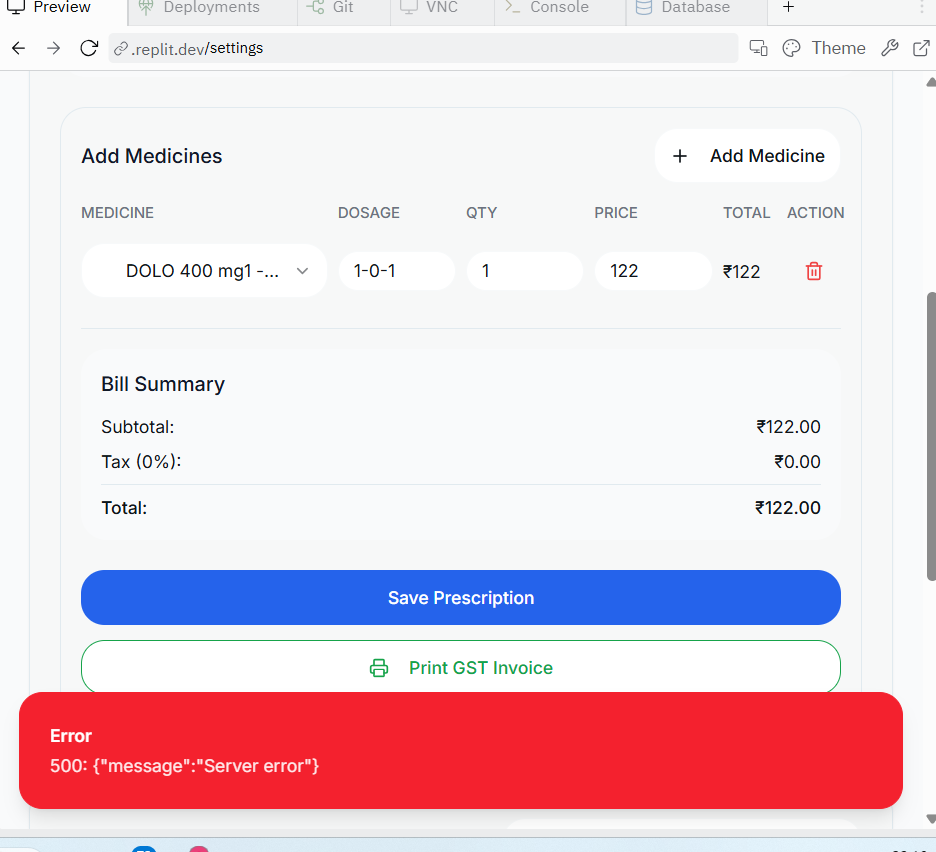 Preview Deployments Git VNC Console Database
.replit.dev/settings Theme
Add Medicines + Add Medicine
MEDICINE DOSAGE QTY PRICE TOTAL ACTION
DOLO 400 mg1 -... 1-0-1 1 122 ₹122
Bill Summary
Subtotal: ₹122.00
Tax (0%): ₹0.00
Total: ₹122.00
Save Prescription
Print GST Invoice
Error
500: {"message":"Server error"}